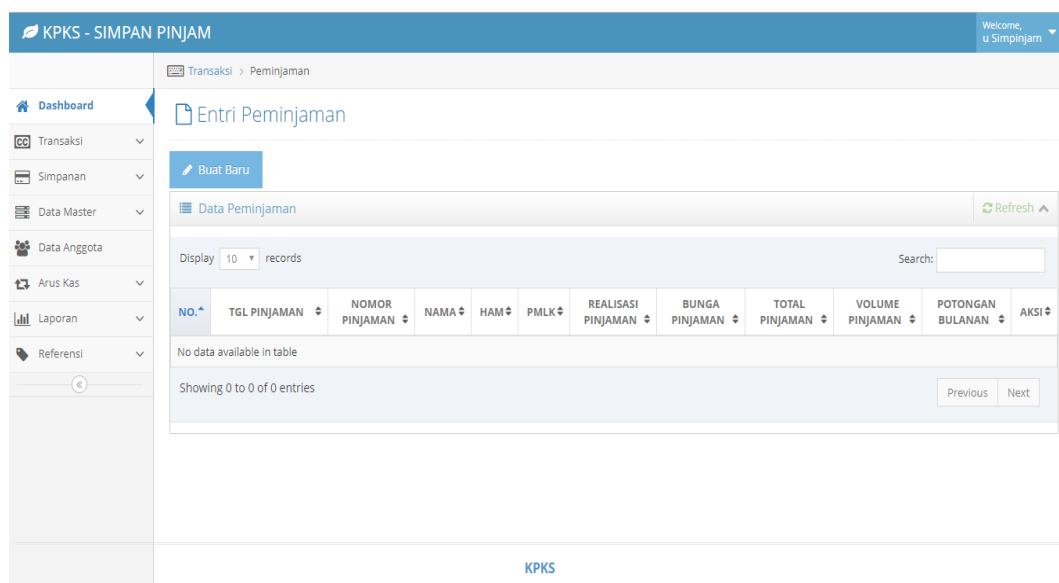 KPKS - SIMPAN PINJAM
Welcome,
u Simpinjam
Transaksi > Peminjaman
Dashboard
Transaksi
Simpanan
Data Master
Data Anggota
Arus Kas
Laporan
Referensi
Entri Peminjaman
Buat Baru
Data Peminjaman
Refresh
Display 10 records
Search:
NO. TGL PINJAMAN NOMOR PINJAMAN NAMA HAM PMLK REALISASI PINJAMAN BUNGA PINJAMAN TOTAL PINJAMAN VOLUME PINJAMAN POTONGAN BULANAN AKSI
No data available in table
Showing 0 to 0 of 0 entries
Previous Next
KPKS